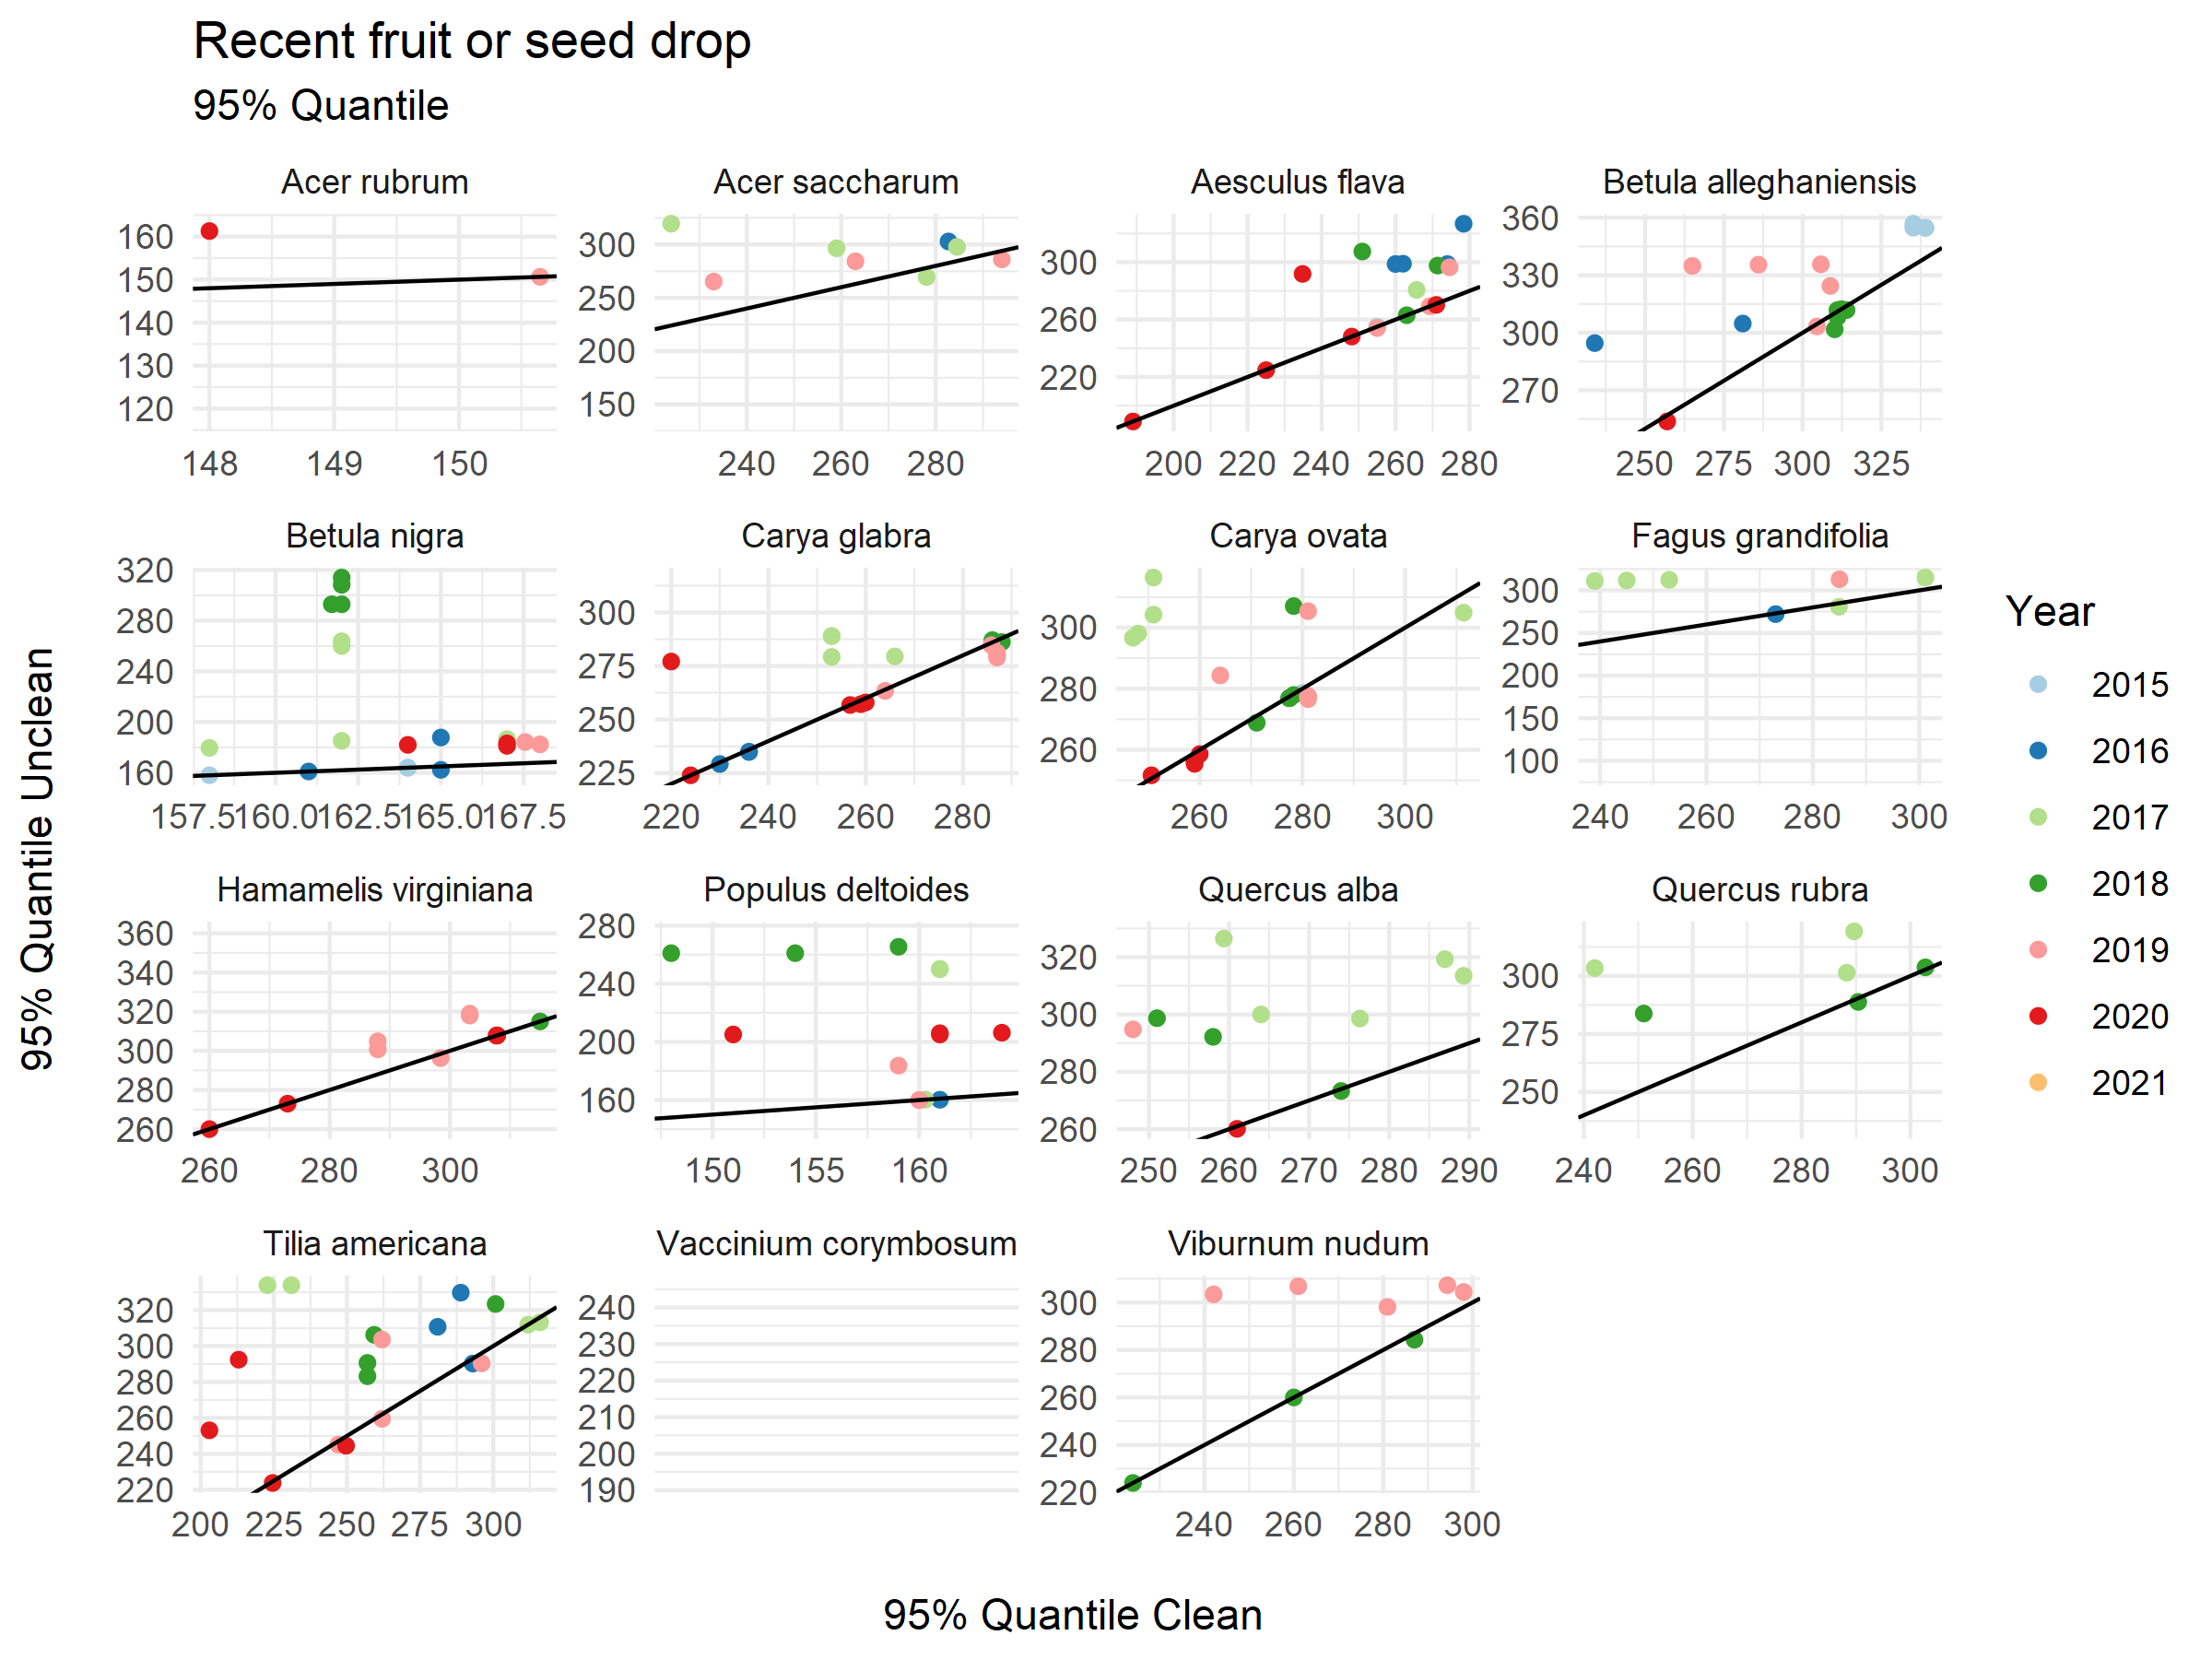 Recent fruit or seed drop
95% Quantile
Acer rubrum
160
150
140
130
120
148 149 150
Acer saccharum
300
250
200
150
240 260 280
Aesculus flava
300
260
220
200 220 240 260 280
Betula alleghaniensis
360
330
300
270
250 275 300 325
Betula nigra
320
280
240
200
160
157.5 160.0 162.5 165.0 167.5
Carya glabra
300
275
250
225
220 240 260 280
Carya ovata
300
280
260
260 280 300
Fagus grandifolia
300
250
200
150
100
240 260 280 300
Hamamelis virginiana
360
340
320
300
280
260
260 280 300
Populus deltoides
280
240
200
160
150 155 160
Quercus alba
320
300
280
260
250 260 270 280 290
Quercus rubra
300
275
250
240 260 280 300
Tilia americana
320
300
280
260
240
220
200 225 250 275 300
Vaccinium corymbosum
240
230
220
210
200
190
Viburnum nudum
300
280
260
240
220
240 260 280 300
95% Quantile Unclean
95% Quantile Clean
Year
2015
2016
2017
2018
2019
2020
2021